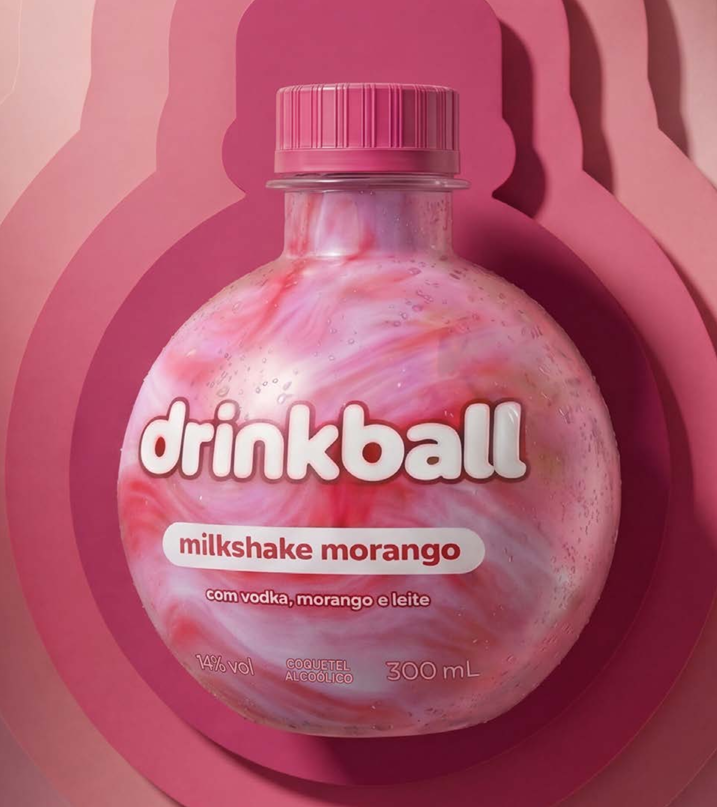 drinkball
milkshake morango
com vodka, morango e leite
14% vol
COQUETEL
ALCOÓLICO
300 mL